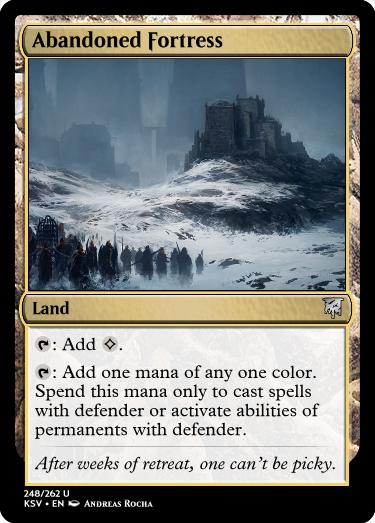 Abandoned Fortress
Land
: Add .
: Add one mana of any one color.
Spend this mana only to cast spells
with defender or activate abilities of
permanents with defender.
After weeks of retreat, one can't be picky.
248/262 U
KSV • EN Andreas Rocha